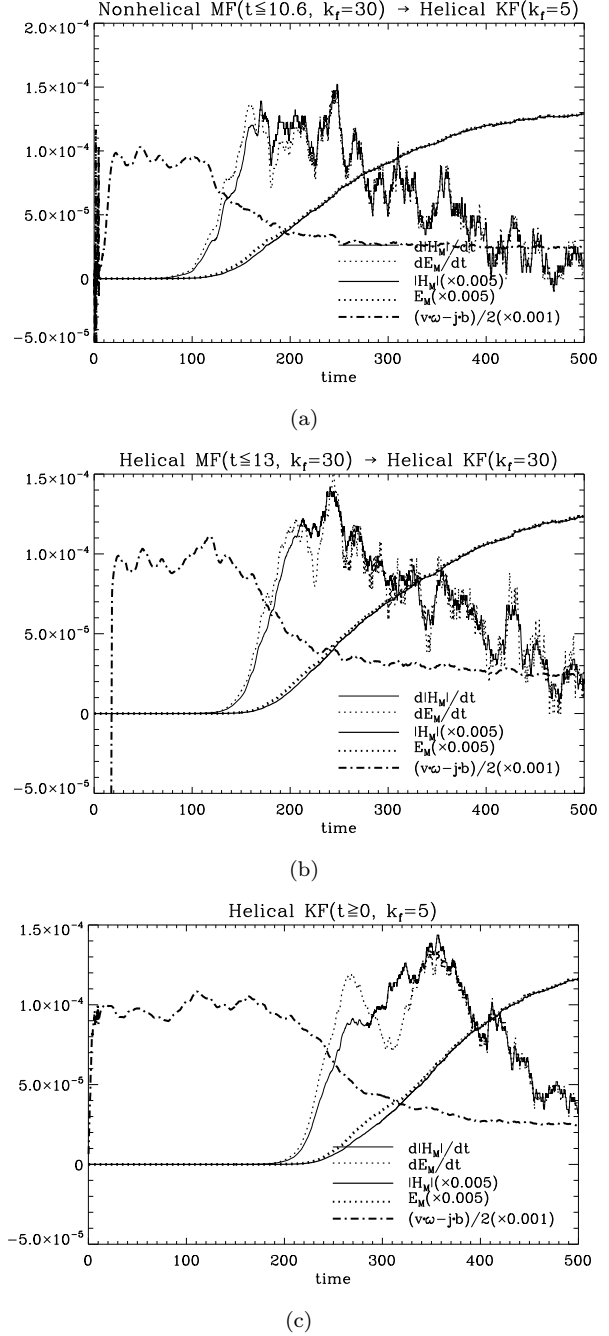 Nonhelical MF(t≦10.6, k_f=30) → Helical KF(k_f=5)
2.0×10⁻⁴
1.5×10⁻⁴
1.0×10⁻⁴
5.0×10⁻⁵
0
−5.0×10⁻⁵
d|H_M|/dt
dE_M/dt
|H_M|(×0.005)
E_M(×0.005)
⟨v·ω−j·b⟩/2(×0.001)
0 100 200 300 400 500
time
(a)
Helical MF(t≦13, k_f=30) → Helical KF(k_f=30)
1.5×10⁻⁴
1.0×10⁻⁴
5.0×10⁻⁵
0
−5.0×10⁻⁵
d|H_M|/dt
dE_M/dt
|H_M|(×0.005)
E_M(×0.005)
⟨v·ω−j·b⟩/2(×0.001)
0 100 200 300 400 500
time
(b)
Helical KF(t≧0, k_f=5)
1.5×10⁻⁴
1.0×10⁻⁴
5.0×10⁻⁵
0
−5.0×10⁻⁵
d|H_M|/dt
dE_M/dt
|H_M|(×0.005)
E_M(×0.005)
⟨v·ω−j·b⟩/2(×0.001)
0 100 200 300 400 500
time
(c)